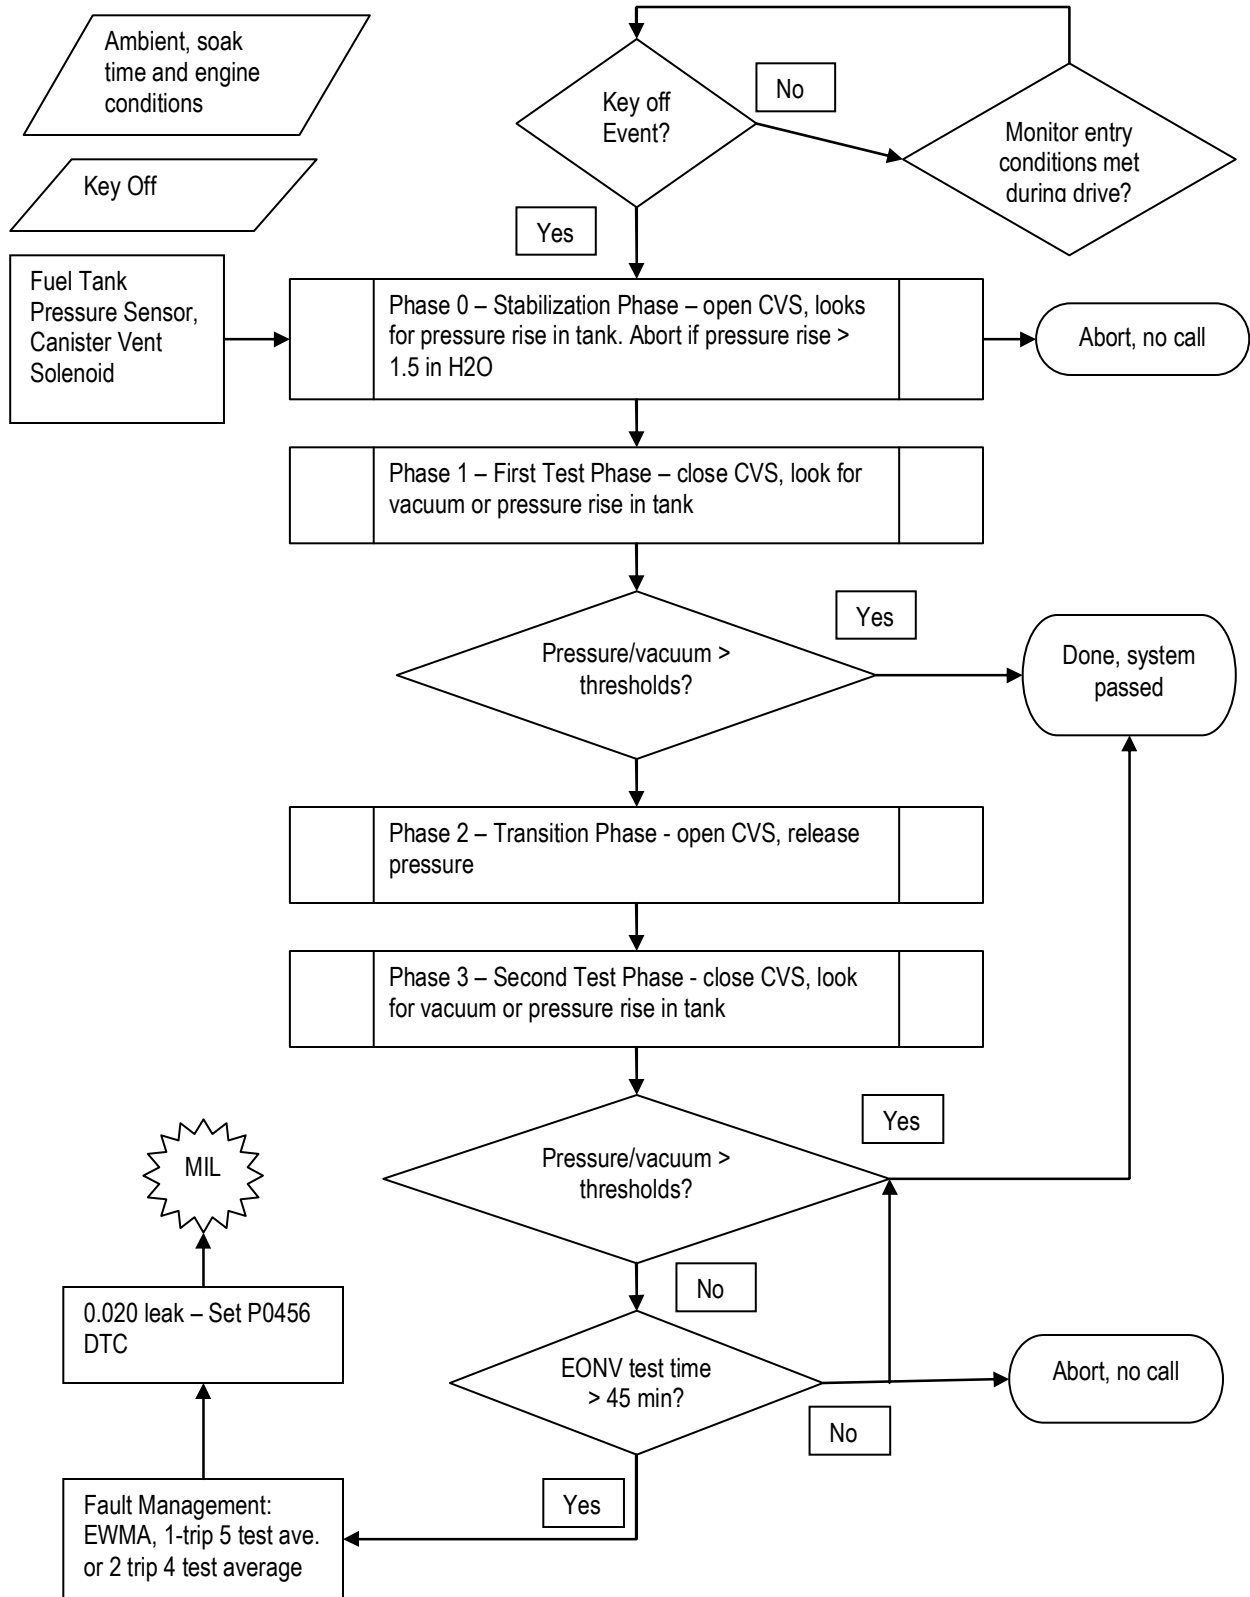 Ambient, soak
time and engine
conditions
Key off
Event?
No
Monitor entry
conditions met
during drive?
Key Off
Yes
Fuel Tank
Pressure Sensor,
Canister Vent
Solenoid
Phase 0 – Stabilization Phase – open CVS, looks
for pressure rise in tank. Abort if pressure rise >
1.5 in H2O
Abort, no call
Phase 1 – First Test Phase – close CVS, look for
vacuum or pressure rise in tank
Yes
Pressure/vacuum >
thresholds?
Done, system
passed
Phase 2 – Transition Phase - open CVS, release
pressure
Phase 3 – Second Test Phase - close CVS, look
for vacuum or pressure rise in tank
Yes
Pressure/vacuum >
thresholds?
MIL
No
0.020 leak – Set P0456
DTC
EONV test time
> 45 min?
Abort, no call
No
Yes
Fault Management:
EWMA, 1-trip 5 test ave.
or 2 trip 4 test average